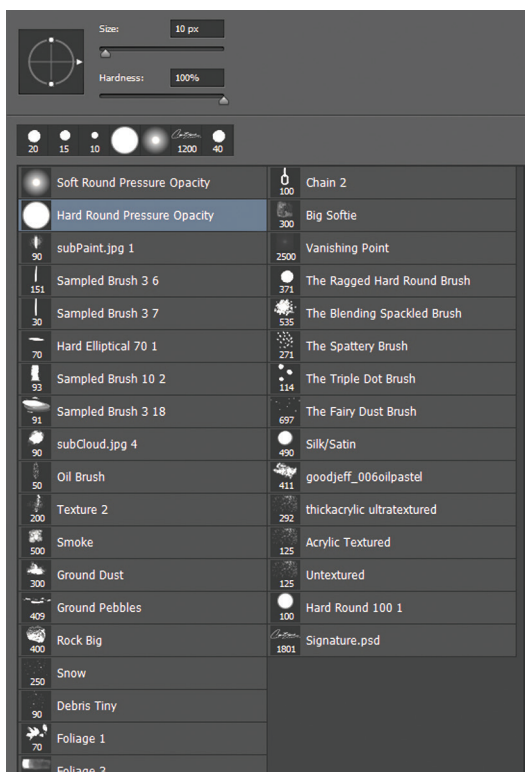 Size: 10 px
Hardness: 100%
20 15 10 1200 40
Soft Round Pressure Opacity
Hard Round Pressure Opacity
90 subPaint.jpg 1
151 Sampled Brush 3 6
30 Sampled Brush 3 7
70 Hard Elliptical 70 1
93 Sampled Brush 10 2
91 Sampled Brush 3 18
90 subCloud.jpg 4
50 Oil Brush
200 Texture 2
500 Smoke
300 Ground Dust
409 Ground Pebbles
400 Rock Big
250 Snow
90 Debris Tiny
70 Foliage 1
Foliage 2
100 Chain 2
300 Big Softie
2500 Vanishing Point
371 The Ragged Hard Round Brush
535 The Blending Spackled Brush
271 The Spattery Brush
114 The Triple Dot Brush
697 The Fairy Dust Brush
490 Silk/Satin
411 goodjeff_006oilpastel
292 thickacrylic ultratextured
125 Acrylic Textured
125 Untextured
100 Hard Round 100 1
1801 Signature.psd